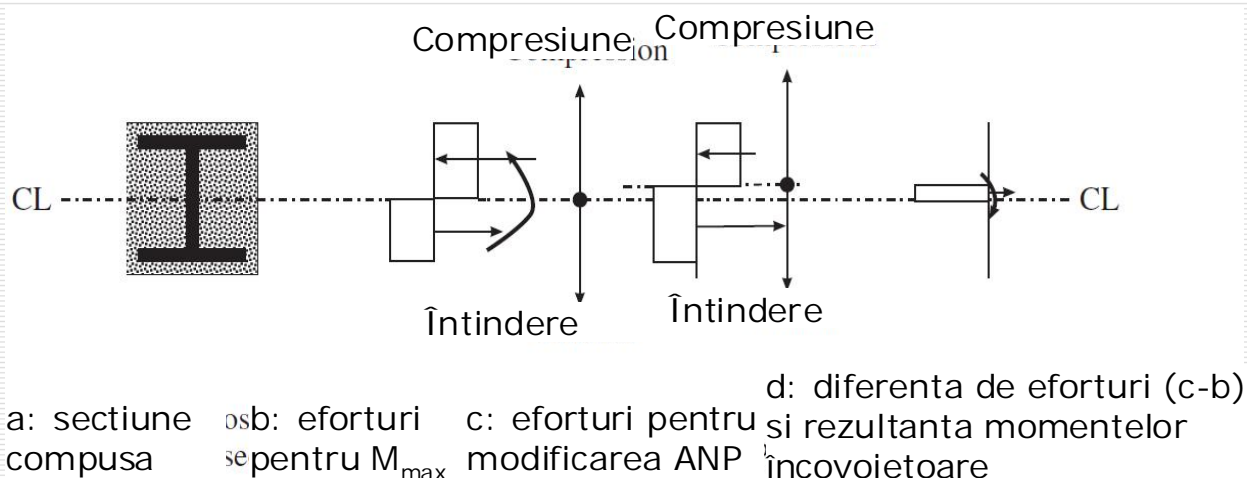 Compresiune Compresiune
CL CL
Întindere Întindere
a: sectiune
compusa
b: eforturi
pentru Mmax
c: eforturi pentru
modificarea ANP
d: diferenta de eforturi (c-b)
si rezultanta momentelor
încovoietoare